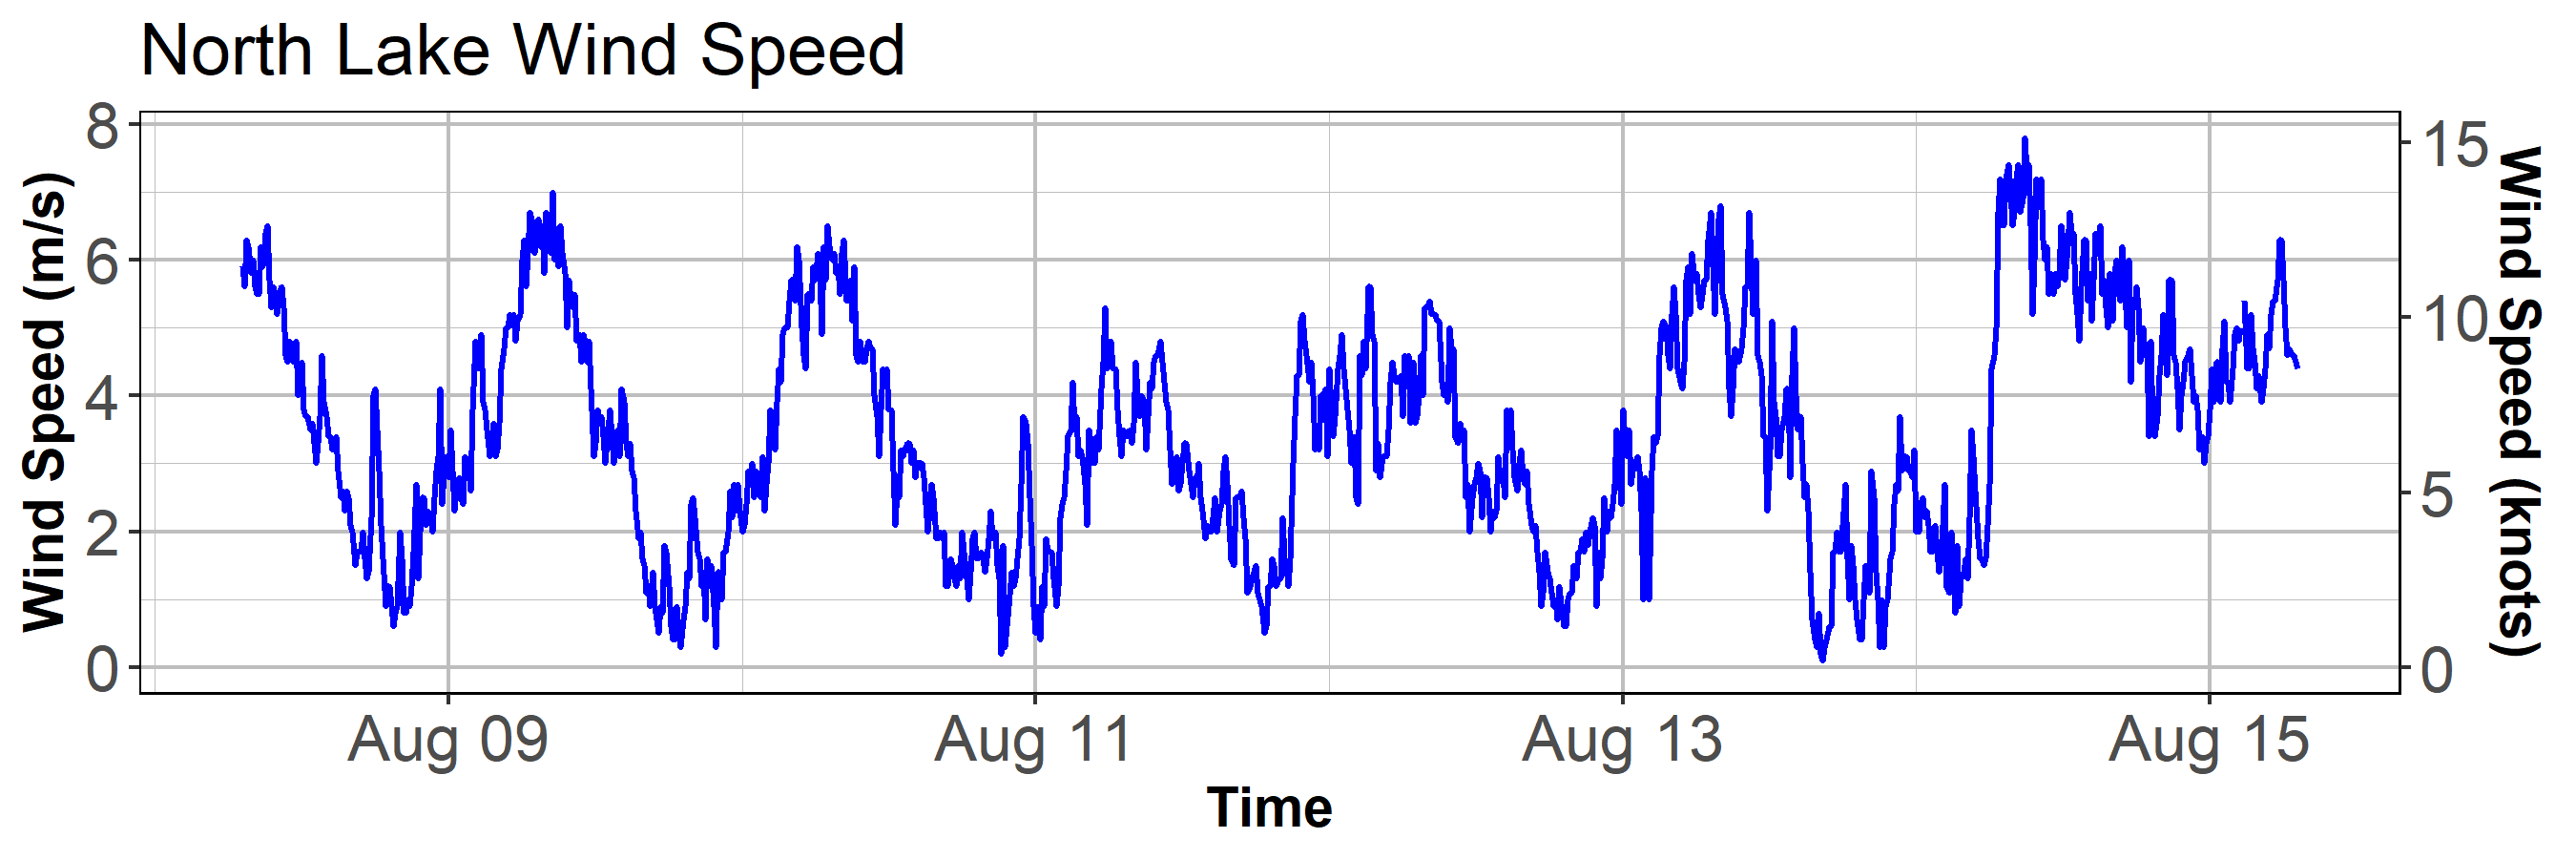 North Lake Wind Speed
8
6
4
2
0
Wind Speed (m/s)
15
10
5
0
Wind Speed (knots)
Aug 09 Aug 11 Aug 13 Aug 15
Time